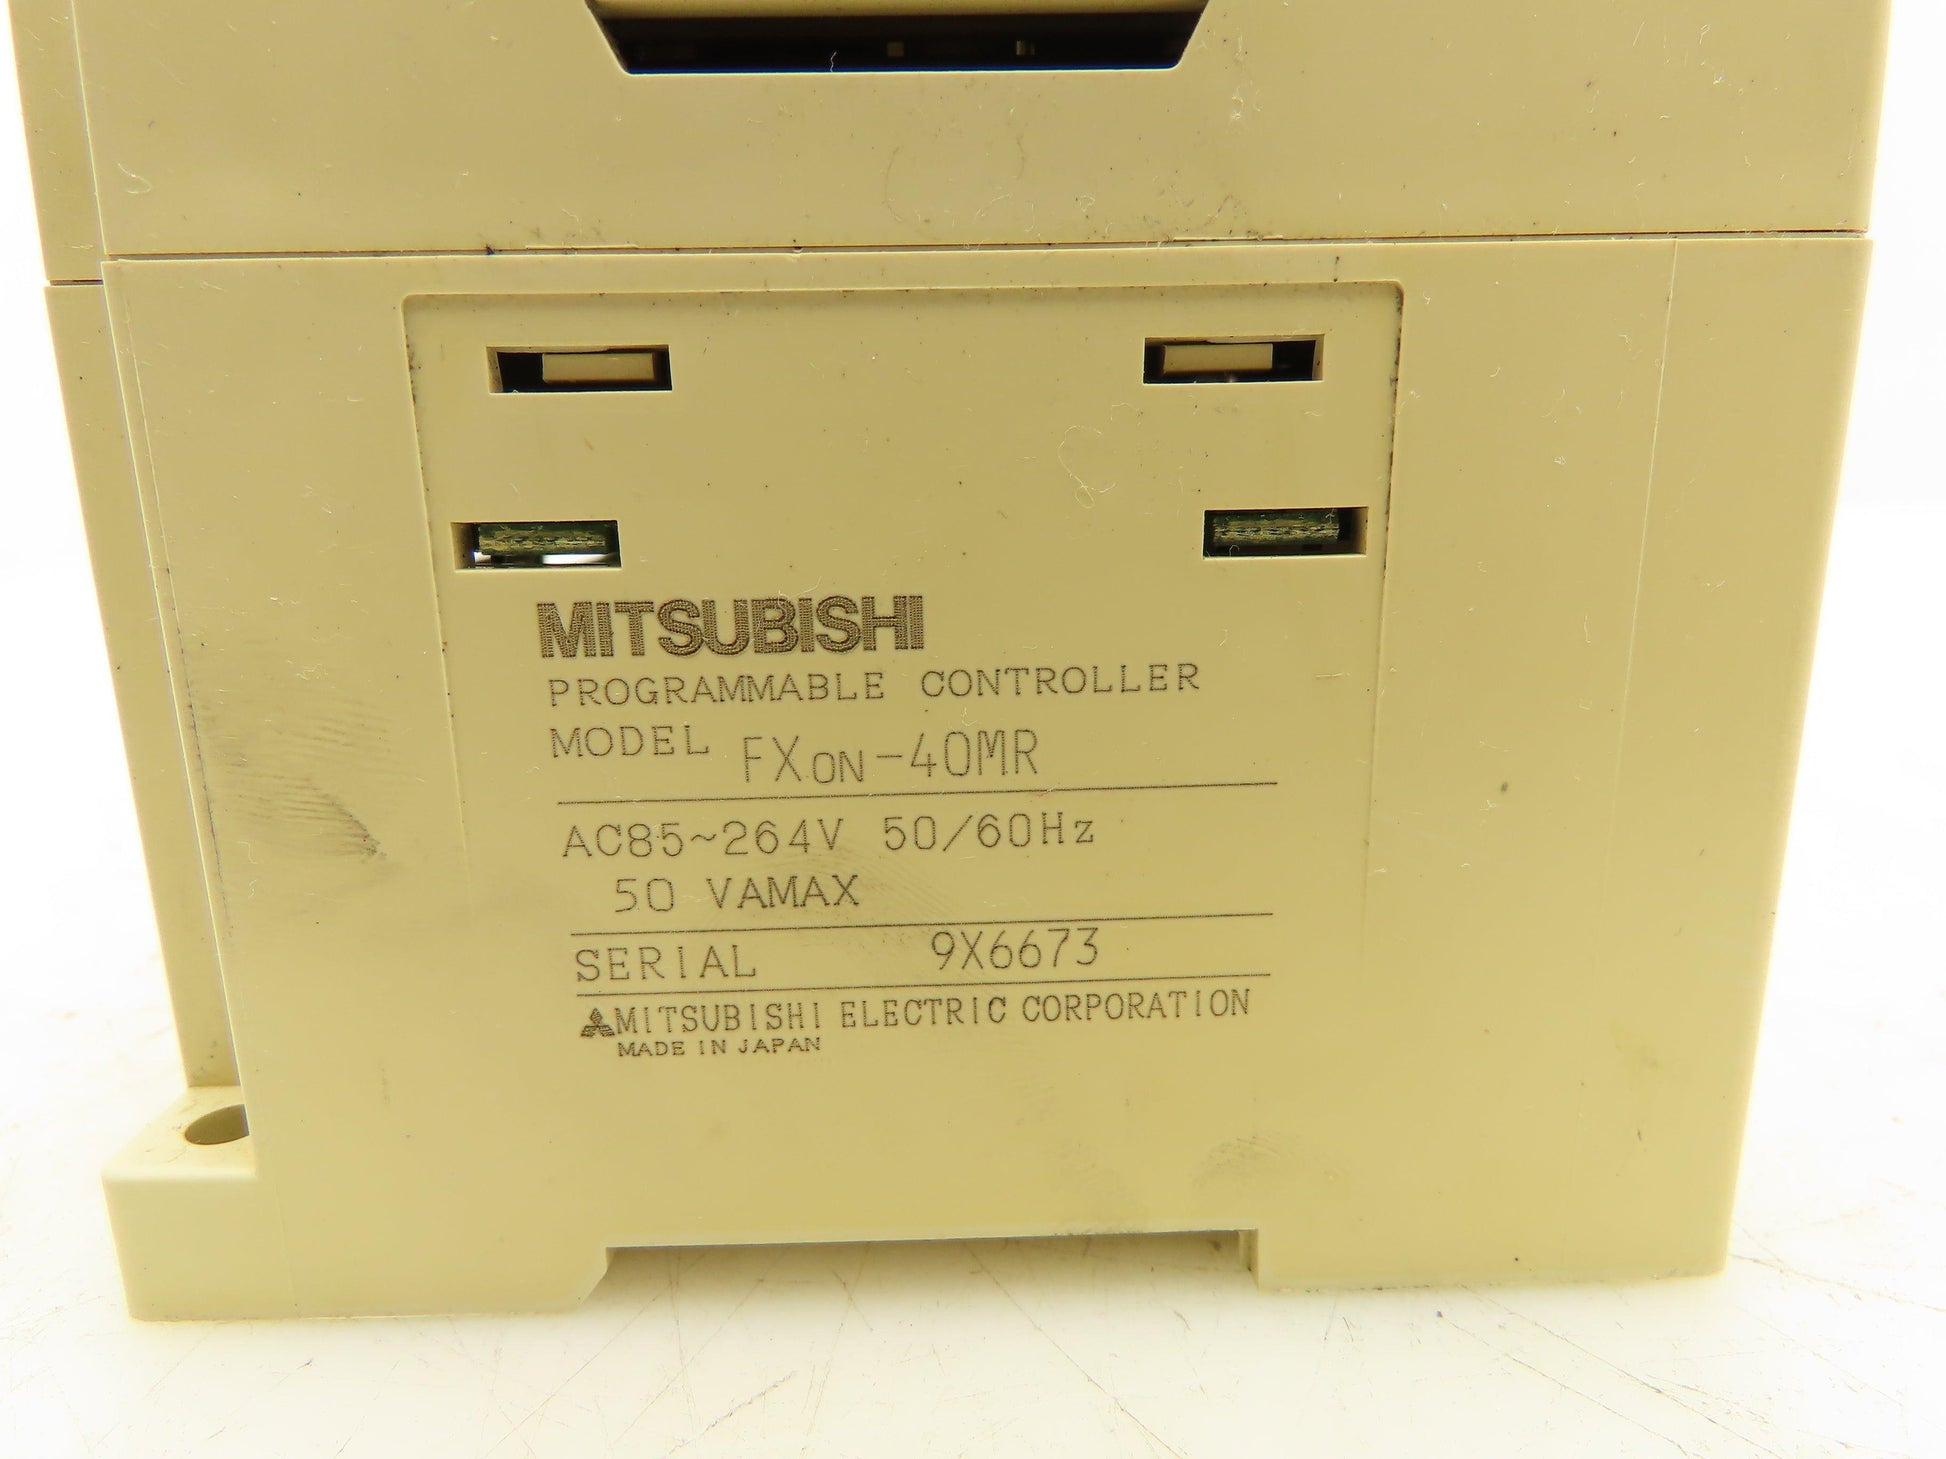 MITSUBISHI
PROGRAMMABLE CONTROLLER
MODEL FX0N-40MR
AC85~264V 50/60Hz
50 VAMAX
SERIAL 9X6673
MITSUBISHI ELECTRIC CORPORATION
MADE IN JAPAN